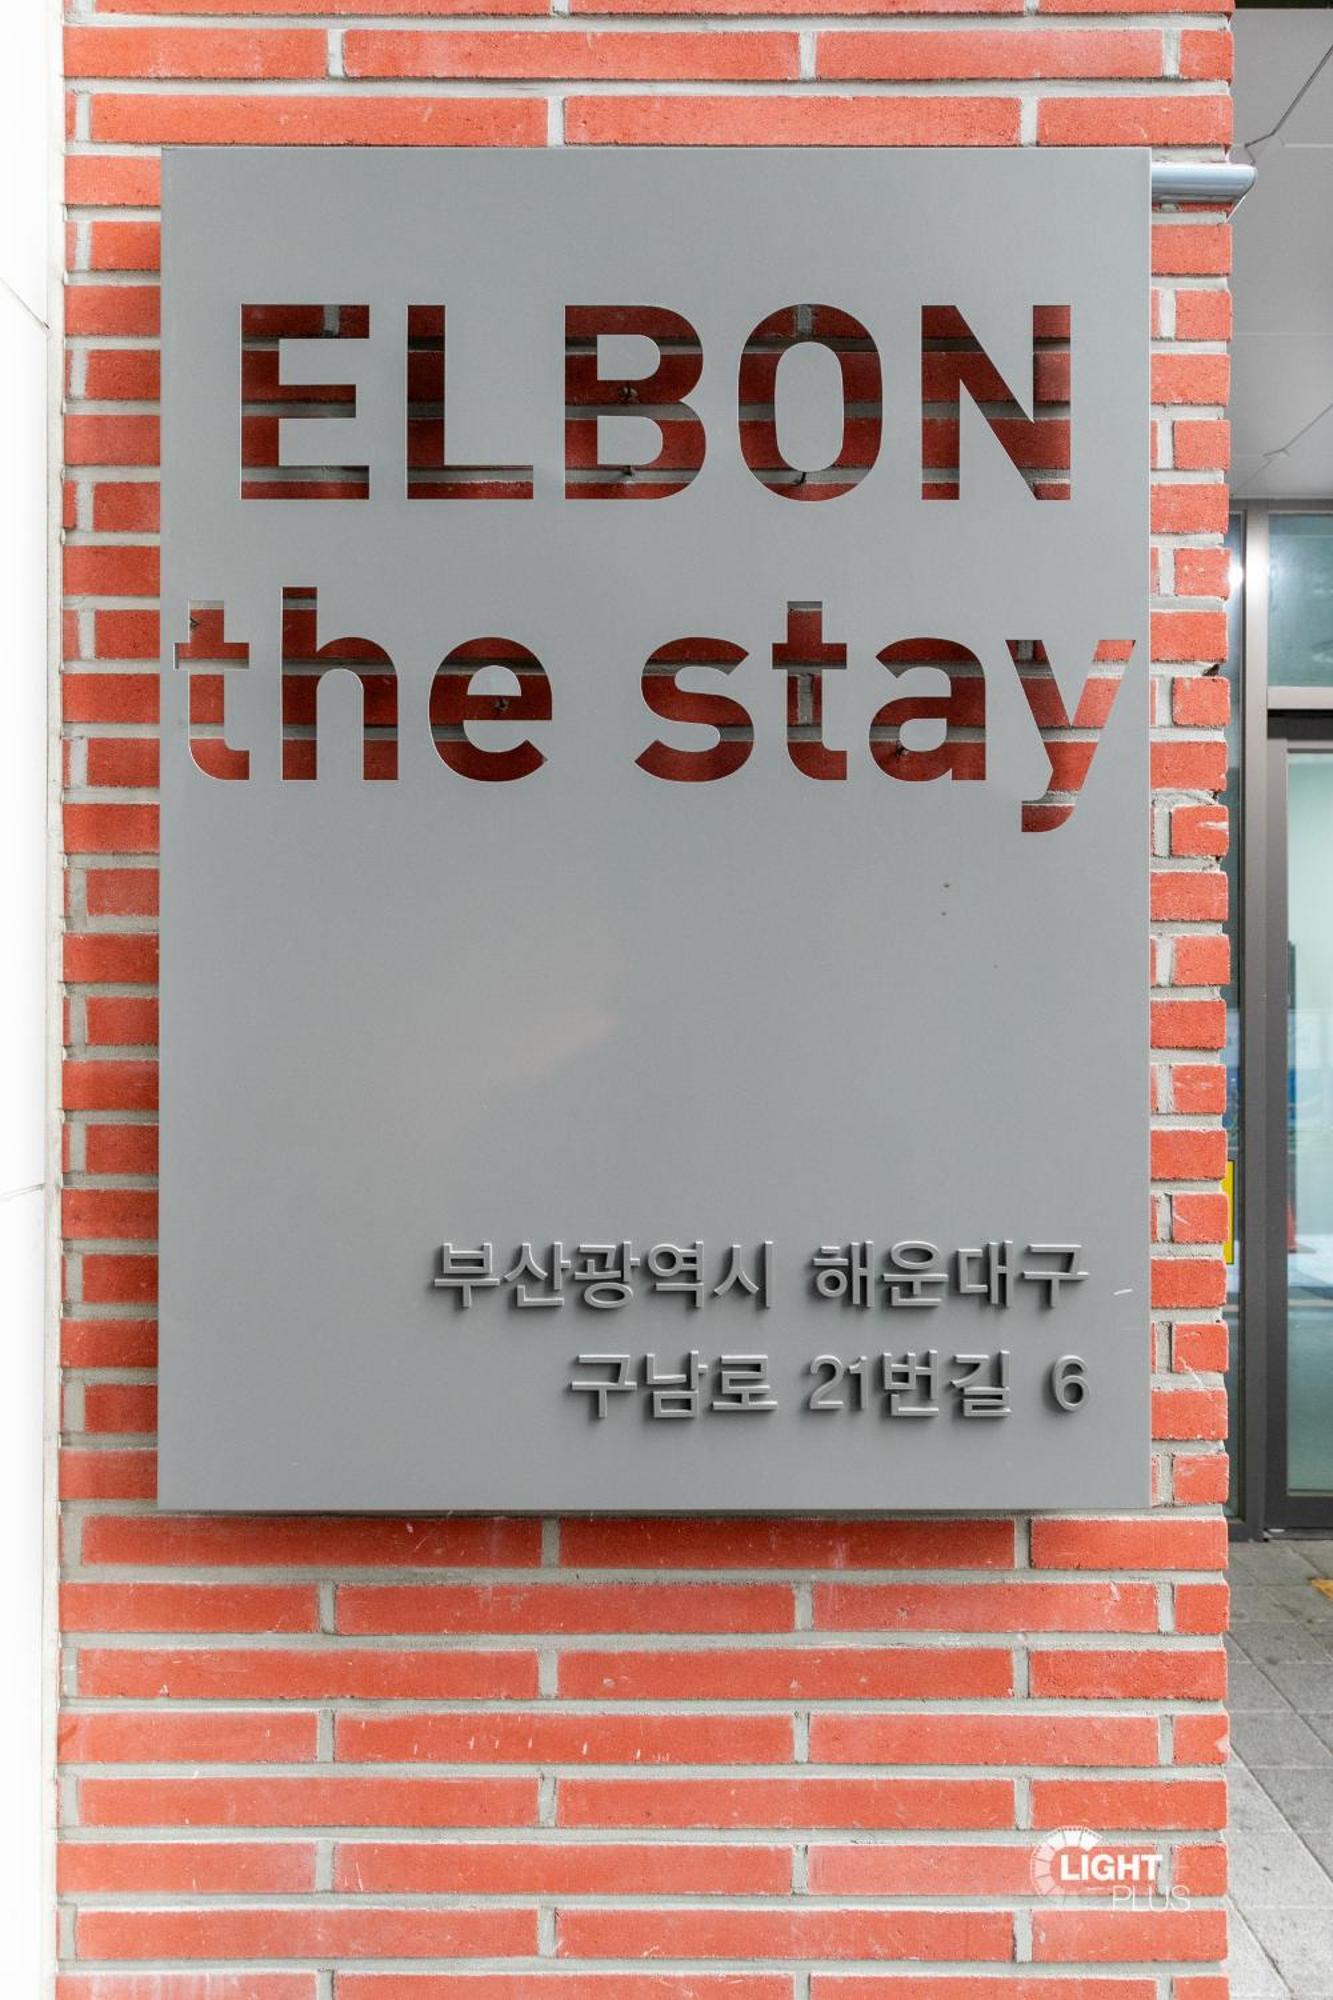 ELBON
the stay
부산광역시 해운대구
구남로 21번길 6
LIGHT
PLUS